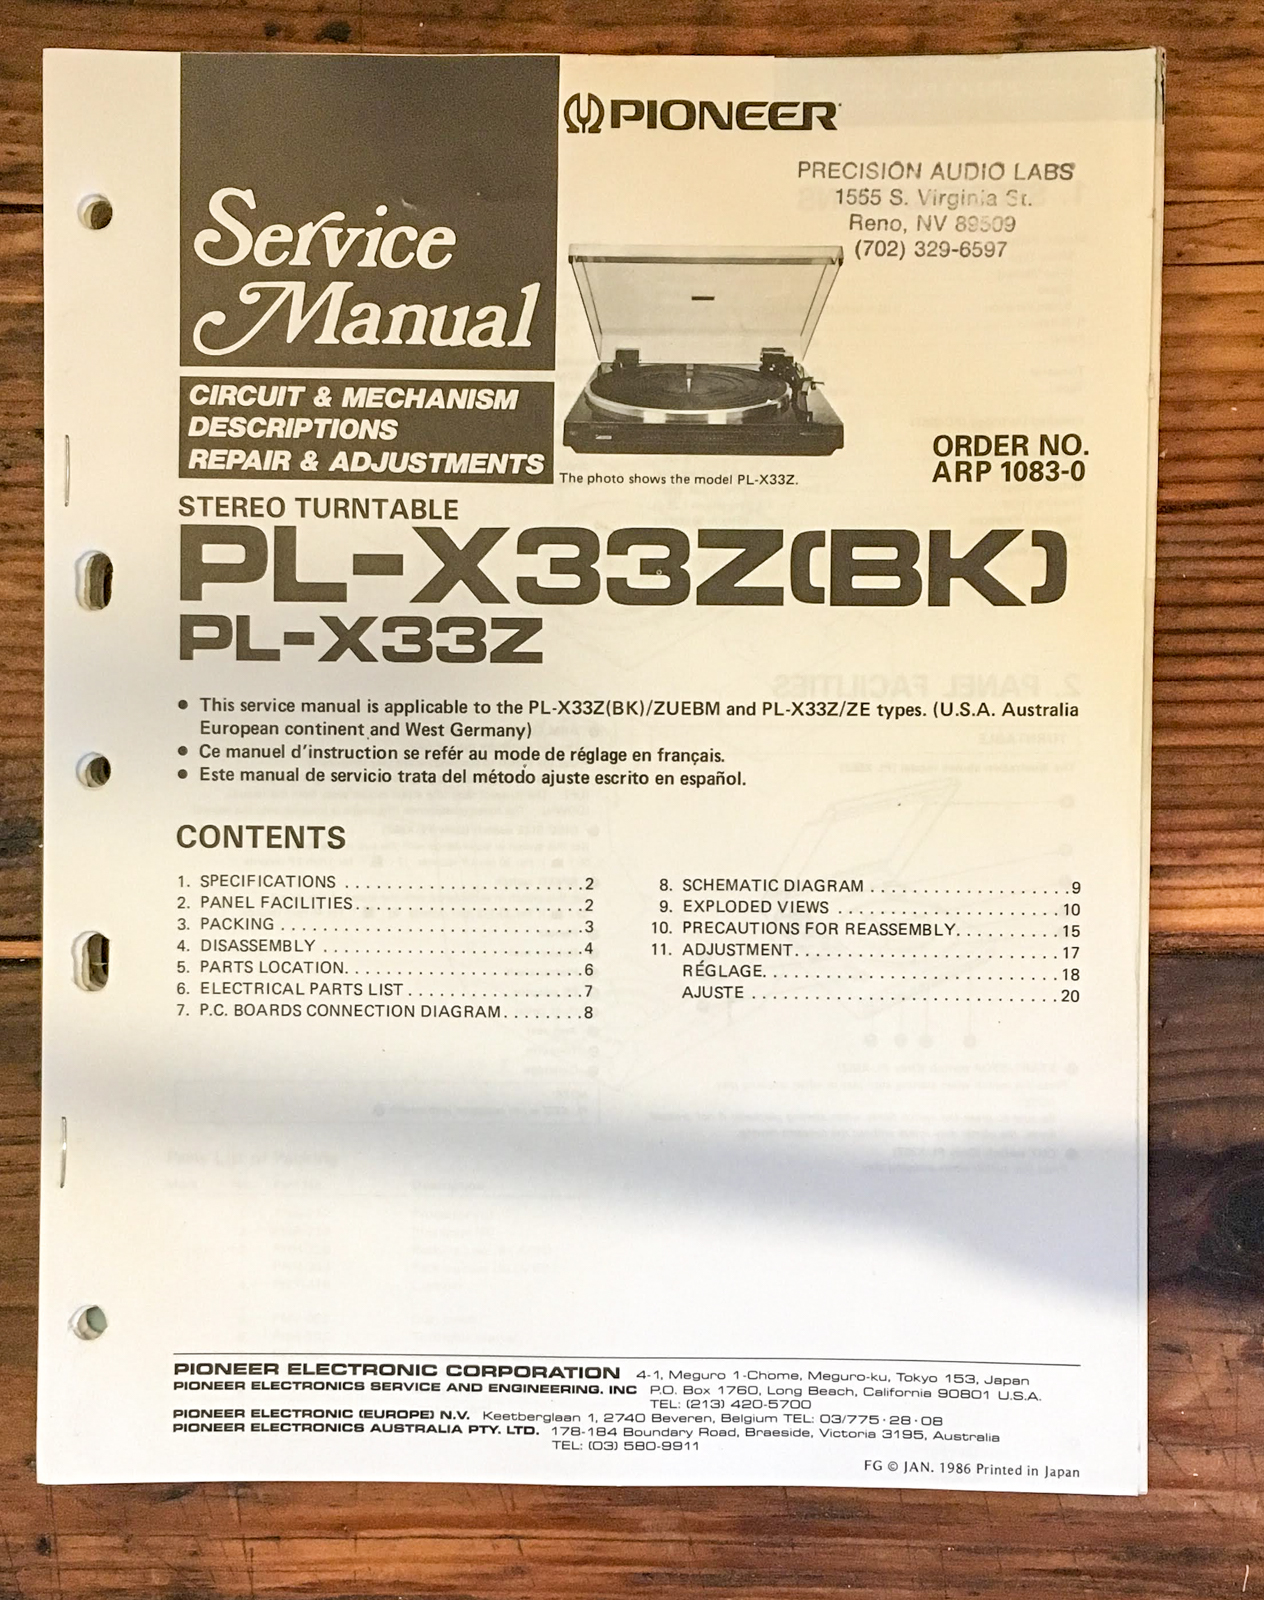 PIONEER
PRECISION AUDIO LABS
1555 S. Virginia St.
Reno, NV 89509
(702) 329-6597
Service
Manual
CIRCUIT & MECHANISM
DESCRIPTIONS
REPAIR & ADJUSTMENTS
The photo shows the model PL-X33Z.
ORDER NO.
ARP 1083-0
STEREO TURNTABLE
PL-X33Z(BK)
PL-X33Z
● This service manual is applicable to the PL-X33Z(BK)/ZUEBM and PL-X33Z/ZE types. (U.S.A. Australia
European continent and West Germany)
● Ce manuel d'instruction se refér au mode de réglage en français.
● Este manual de servicio trata del método ajuste escrito en español.
CONTENTS
1. SPECIFICATIONS . . . . . . . . . . . . . . . . . . . . . . . 2
2. PANEL FACILITIES. . . . . . . . . . . . . . . . . . . . . . 2
3. PACKING . . . . . . . . . . . . . . . . . . . . . . . . . . . . . 3
4. DISASSEMBLY . . . . . . . . . . . . . . . . . . . . . . . . . 4
5. PARTS LOCATION. . . . . . . . . . . . . . . . . . . . . . . 6
6. ELECTRICAL PARTS LIST . . . . . . . . . . . . . . . . . 7
7. P.C. BOARDS CONNECTION DIAGRAM. . . . . . . . 8
8. SCHEMATIC DIAGRAM . . . . . . . . . . . . . . . . . . . 9
9. EXPLODED VIEWS . . . . . . . . . . . . . . . . . . . . . 10
10. PRECAUTIONS FOR REASSEMBLY. . . . . . . . . . 15
11. ADJUSTMENT. . . . . . . . . . . . . . . . . . . . . . . . . 17
RÉGLAGE. . . . . . . . . . . . . . . . . . . . . . . . . . . . 18
AJUSTE . . . . . . . . . . . . . . . . . . . . . . . . . . . . . 20
PIONEER ELECTRONIC CORPORATION 4-1, Meguro 1-Chome, Meguro-ku, Tokyo 153, Japan
PIONEER ELECTRONICS SERVICE AND ENGINEERING. INC P.O. Box 1760, Long Beach, California 90801 U.S.A.
TEL: (213) 420-5700
PIONEER ELECTRONIC (EUROPE) N.V. Keetberglaan 1, 2740 Beveren, Belgium TEL: 03/775·28·08
PIONEER ELECTRONICS AUSTRALIA PTY. LTD. 178-184 Boundary Road, Braeside, Victoria 3195, Australia
TEL: (03) 580-9911
FG © JAN. 1986 Printed in Japan